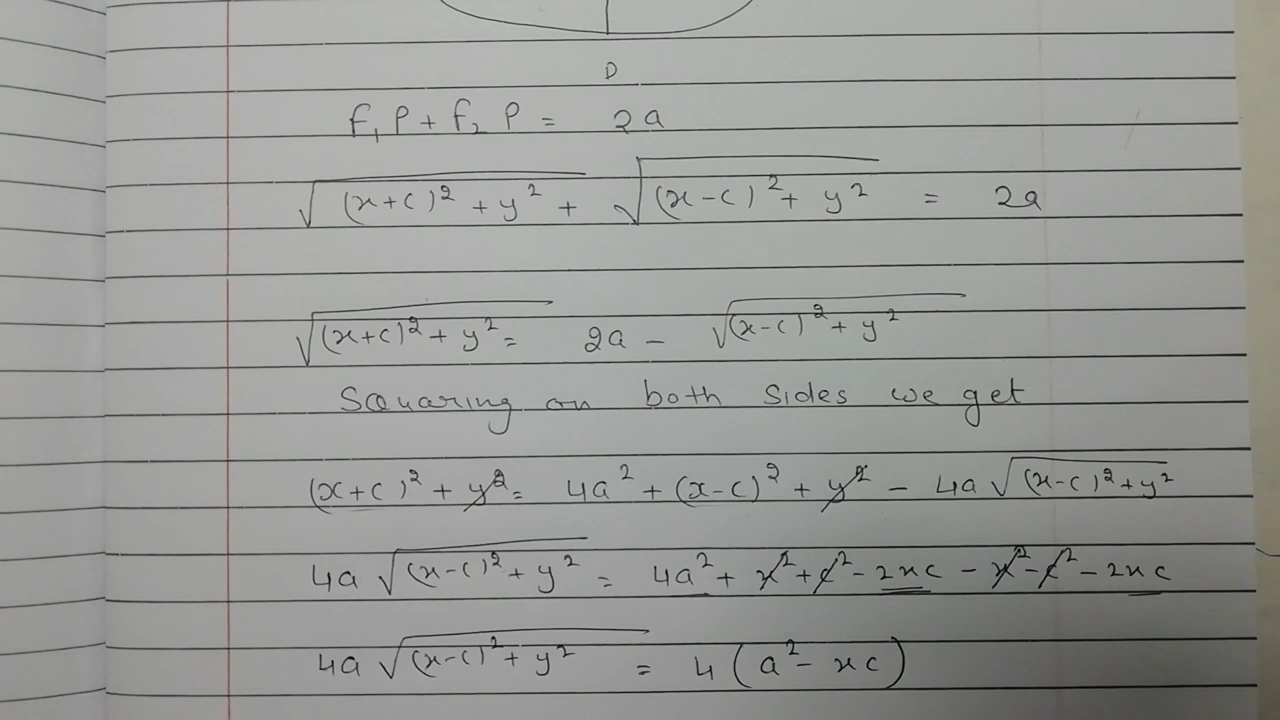 D
F₁ P + F₂ P = 2a
√(x+c)² + y² + √(x-c)² + y² = 2a
√(x+c)² + y² = 2a - √(x-c)² + y²
Squaring on both sides we get
(x+c)² + y² = 4a² + (x-c)² + y² - 4a √(x-c)² + y²
4a √(x-c)² + y² = 4a² + x² + c² - 2xc - x² - c² - 2xc
4a √(x-c)² + y² = 4(a² - xc)